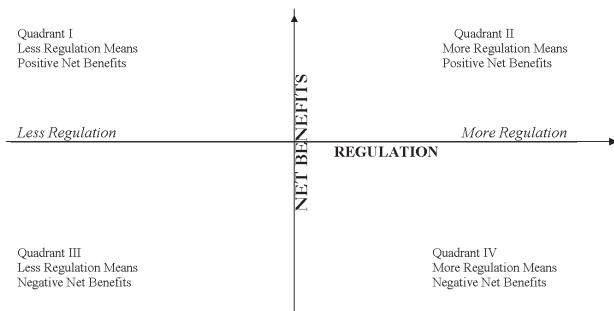 Quadrant I
Less Regulation Means
Positive Net Benefits
Quadrant II
More Regulation Means
Positive Net Benefits
Less Regulation
More Regulation
NET BENEFITS
REGULATION
Quadrant III
Less Regulation Means
Negative Net Benefits
Quadrant IV
More Regulation Means
Negative Net Benefits